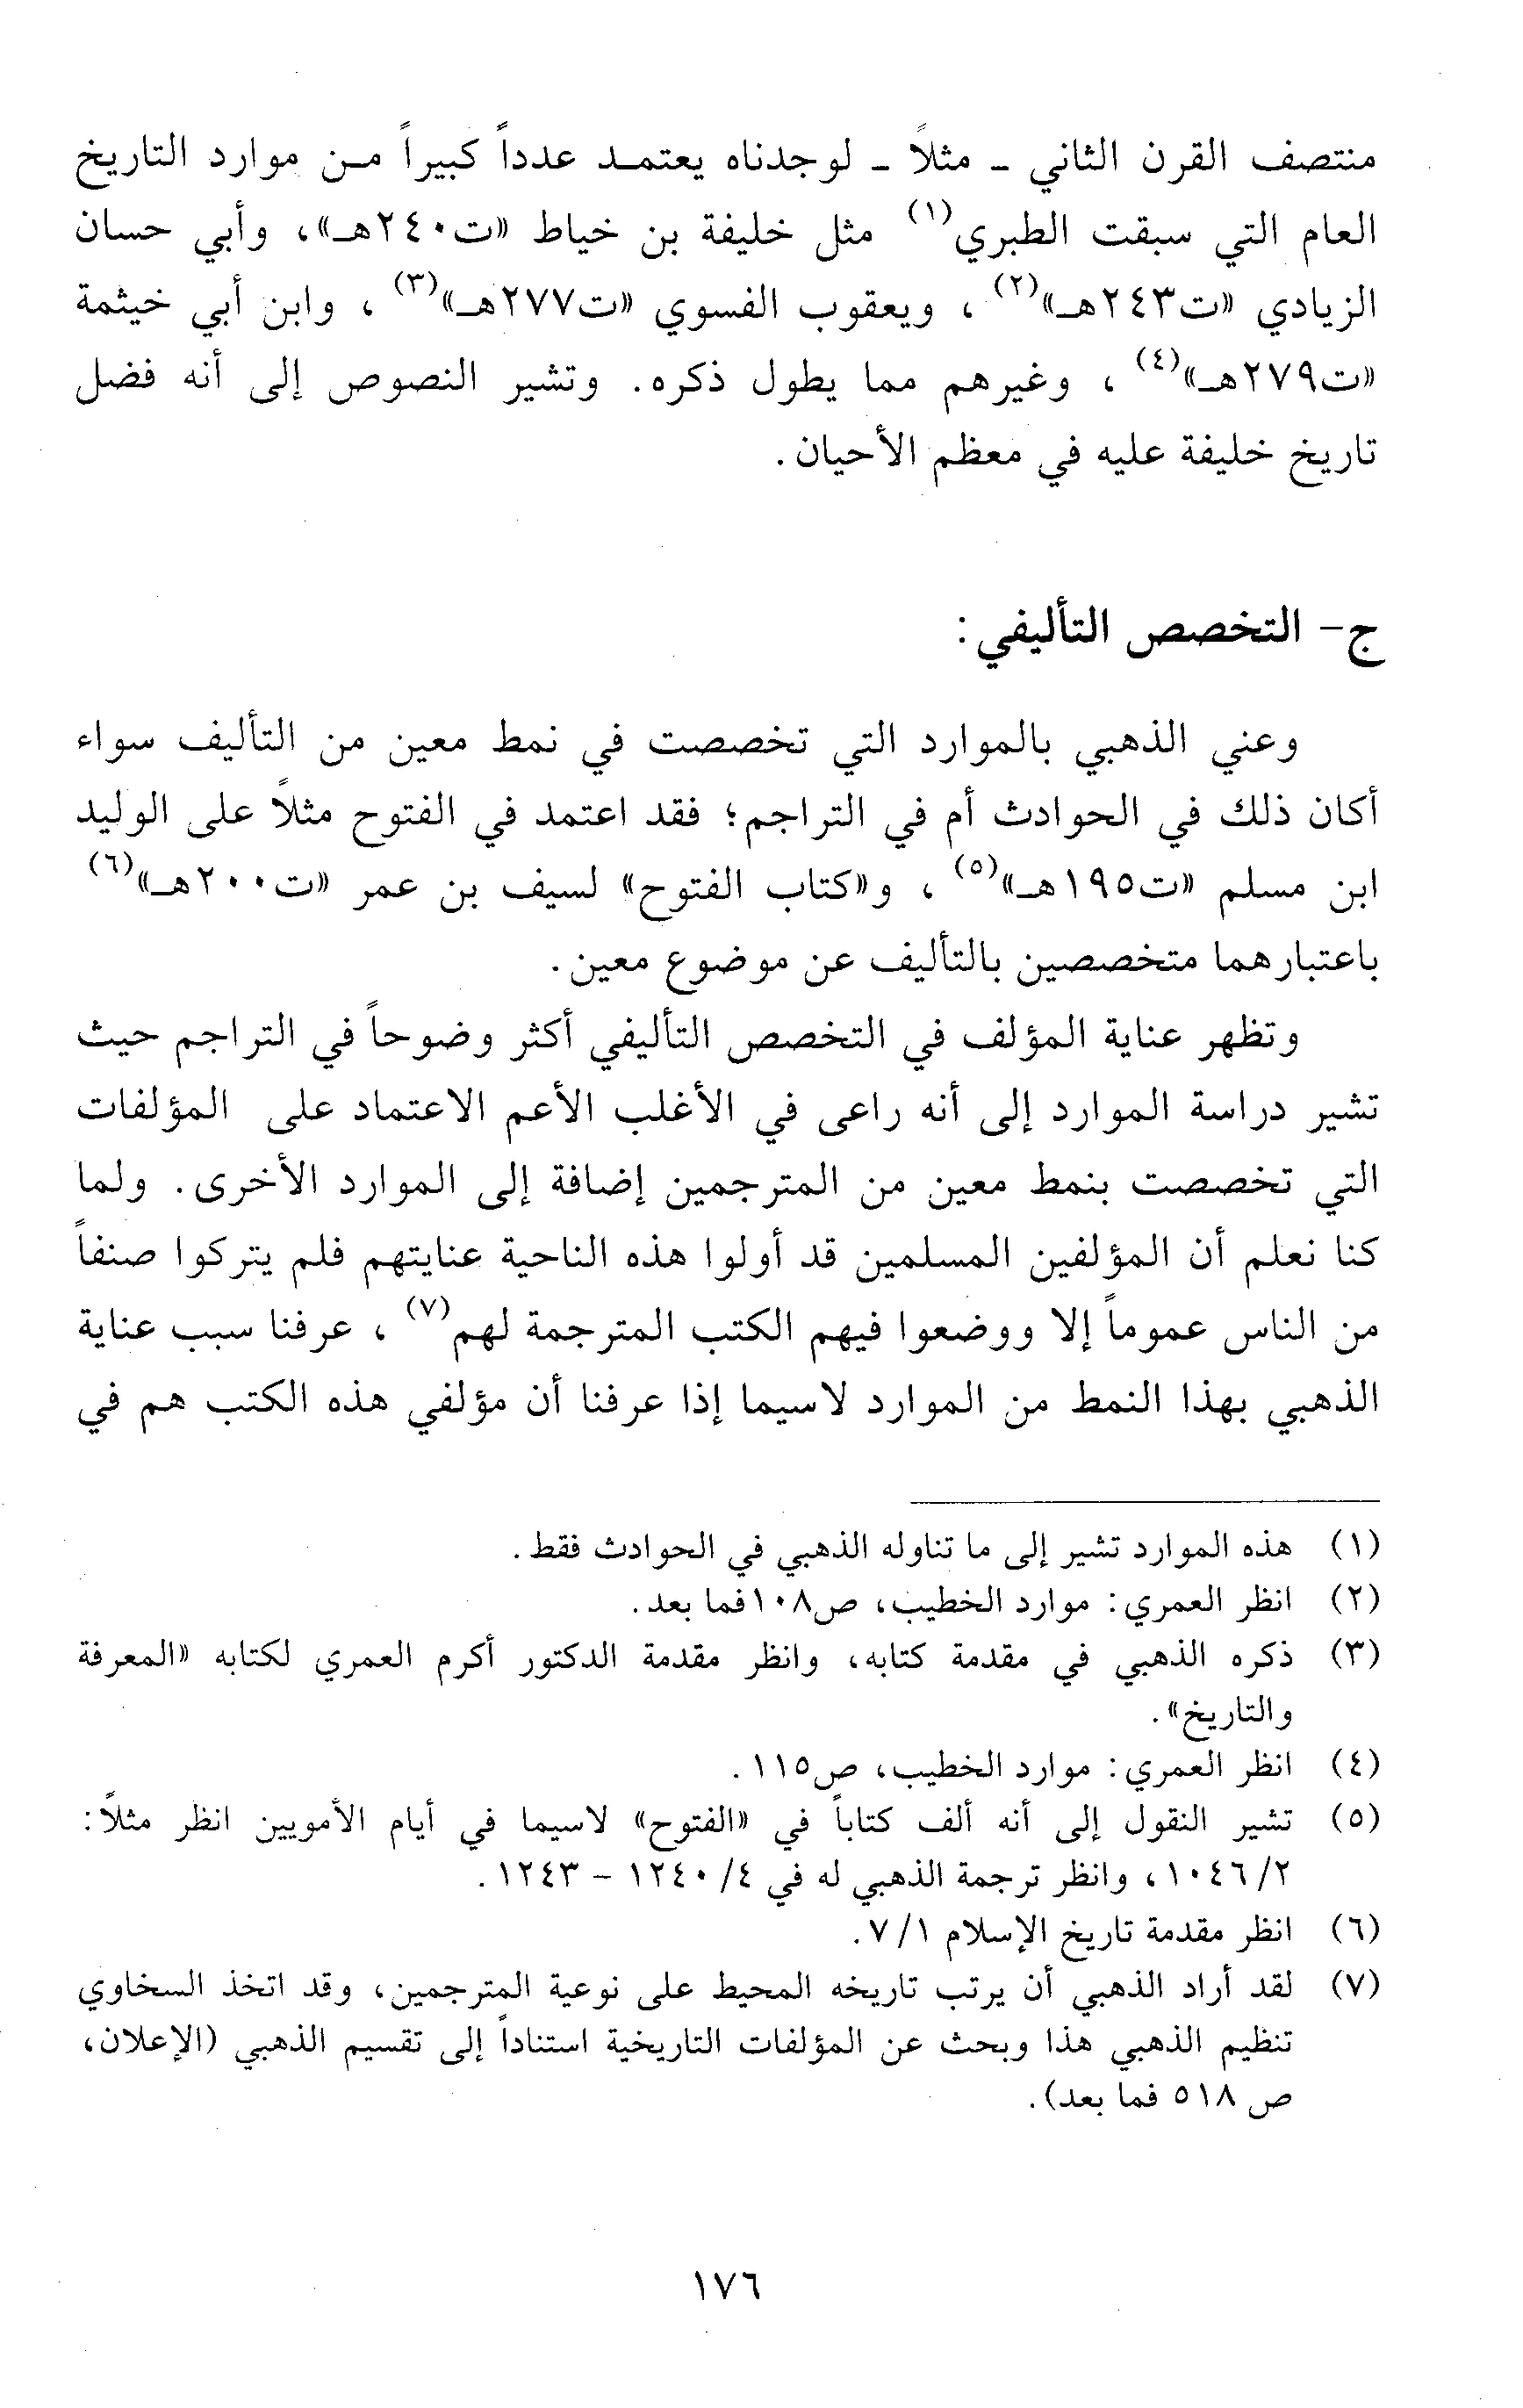 منتصف القرن الثاني - مثلاً - لوجدناه يعتمـد عدداً كبيراً مـن موارد التاريخ
العام التي سبقت الطبري(١) مثل خليفة بن خياط «ت٢٤٠هـ»، وأبي حسان
الزيادي «ت٢٤٣هـ»(٢) ، ويعقوب الفسوي «ت٢٧٧هـ»(٣) ، وابن أبي خيثمة
«ت٢٧٩هـ»(٤) ، وغيرهم مما يطول ذكره. وتشير النصوص إلى أنه فضل
تاريخ خليفة عليه في معظم الأحيان.
ج- التخصص التأليفي:
وعني الذهبي بالموارد التي تخصصت في نمط معين من التأليف سواء
أكان ذلك في الحوادث أم في التراجم؛ فقد اعتمد في الفتوح مثلاً على الوليد
ابن مسلم «ت١٩٥هـ»(٥) ، و«كتاب الفتوح» لسيف بن عمر «ت٢٠٠هـ»(٦)
باعتبارهما متخصصين بالتأليف عن موضوع معين.
وتظهر عناية المؤلف في التخصص التأليفي أكثر وضوحاً في التراجم حيث
تشير دراسة الموارد إلى أنه راعى في الأغلب الأعم الاعتماد على المؤلفات
التي تخصصت بنمط معين من المترجمين إضافة إلى الموارد الأخرى. ولما
كنا نعلم أن المؤلفين المسلمين قد أولوا هذه الناحية عنايتهم فلم يتركوا صنفاً
من الناس عموماً إلا ووضعوا فيهم الكتب المترجمة لهم(٧) ، عرفنا سبب عناية
الذهبي بهذا النمط من الموارد لاسيما إذا عرفنا أن مؤلفي هذه الكتب هم في
(١) هذه الموارد تشير إلى ما تناوله الذهبي في الحوادث فقط.
(٢) انظر العمري: موارد الخطيب، ص١٠٨فما بعد.
(٣) ذكره الذهبي في مقدمة كتابه، وانظر مقدمة الدكتور أكرم العمري لكتابه «المعرفة
والتاريخ».
(٤) انظر العمري: موارد الخطيب، ص١١٥.
(٥) تشير النقول إلى أنه ألف كتاباً في «الفتوح» لاسيما في أيام الأمويين انظر مثلاً:
٢/ ١٠٤٦، وانظر ترجمة الذهبي له في ٤/ ١٢٤٠ - ١٢٤٣.
(٦) انظر مقدمة تاريخ الإسلام ١/ ٧.
(٧) لقد أراد الذهبي أن يرتب تاريخه المحيط على نوعية المترجمين، وقد اتخذ السخاوي
تنظيم الذهبي هذا وبحث عن المؤلفات التاريخية استناداً إلى تقسيم الذهبي (الإعلان،
ص ٥١٨ فما بعد).
١٧٦